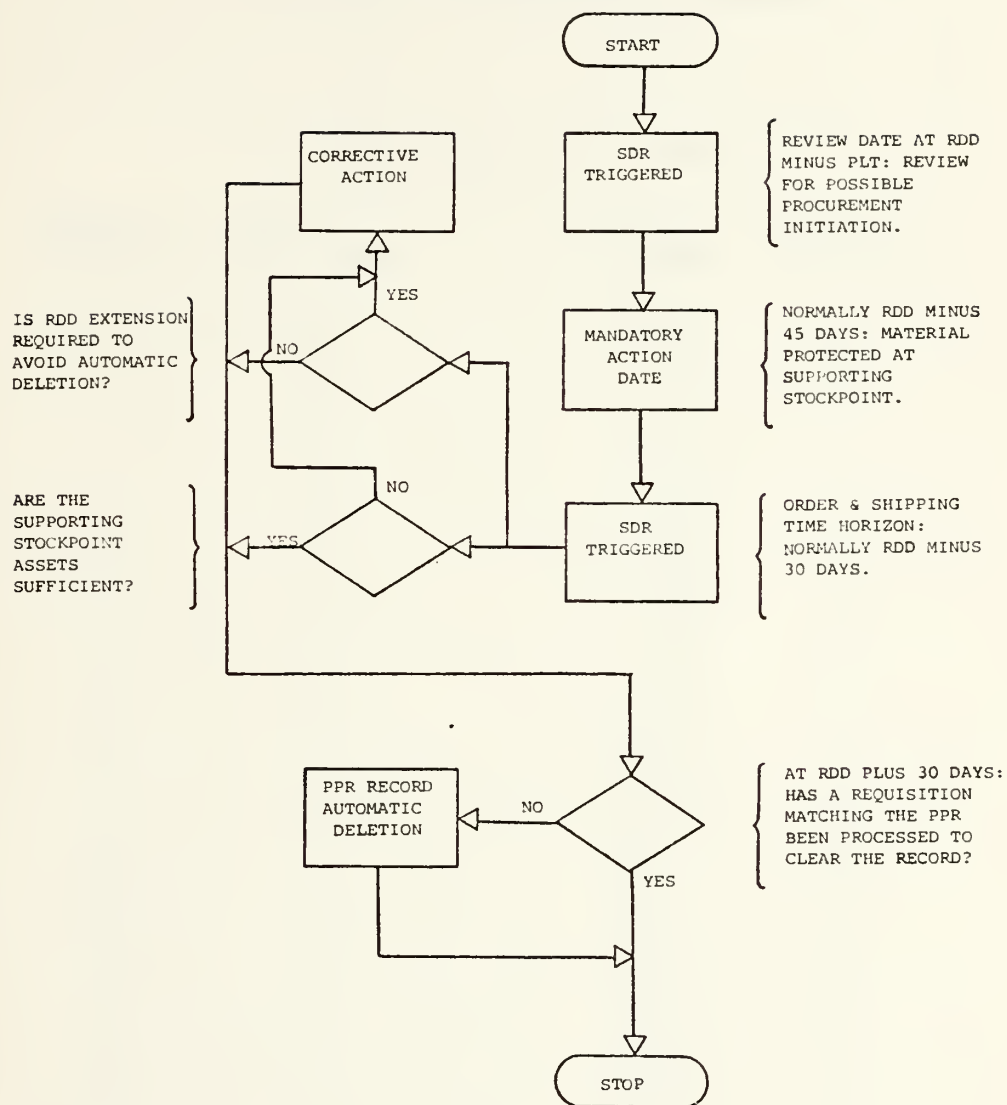 START
SDR
TRIGGERED
REVIEW DATE AT RDD
MINUS PLT: REVIEW
FOR POSSIBLE
PROCUREMENT
INITIATION.
CORRECTIVE
ACTION
YES
IS RDD EXTENSION
REQUIRED TO
AVOID AUTOMATIC
DELETION?
NO
MANDATORY
ACTION
DATE
NORMALLY RDD MINUS
45 DAYS: MATERIAL
PROTECTED AT
SUPPORTING
STOCKPOINT.
ARE THE
SUPPORTING
STOCKPOINT
ASSETS
SUFFICIENT?
NO
YES
SDR
TRIGGERED
ORDER & SHIPPING
TIME HORIZON:
NORMALLY RDD MINUS
30 DAYS.
PPR RECORD
AUTOMATIC
DELETION
NO
YES
AT RDD PLUS 30 DAYS:
HAS A REQUISITION
MATCHING THE PPR
BEEN PROCESSED TO
CLEAR THE RECORD?
STOP